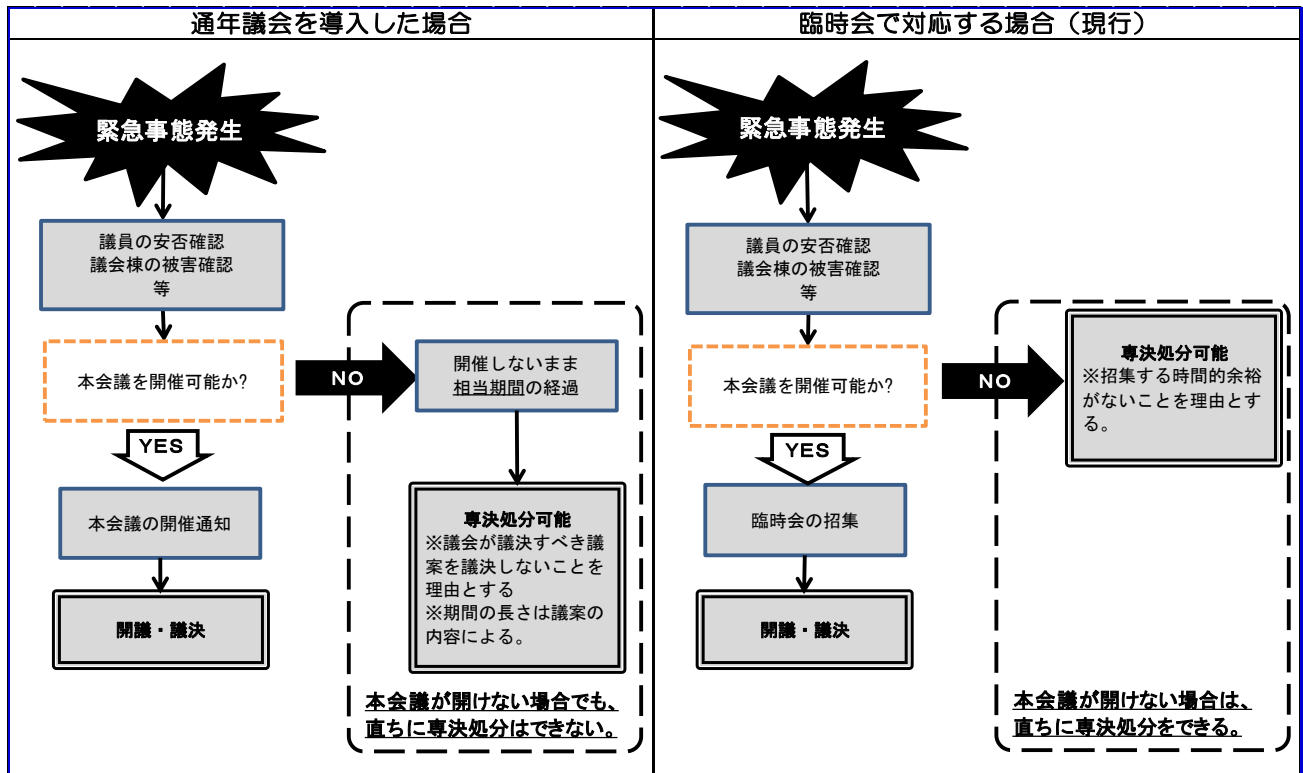 通年議会を導入した場合
緊急事態発生
議員の安否確認
議会棟の被害確認
等
本会議を開催可能か?
NO
開催しないまま
相当期間の経過
YES
本会議の開催通知
専決処分可能
※議会が議決すべき議
案を議決しないことを
理由とする
※期間の長さは議案の
内容による。
開議・議決
本会議が開けない場合でも、
直ちに専決処分はできない。
臨時会で対応する場合（現行）
緊急事態発生
議員の安否確認
議会棟の被害確認
等
本会議を開催可能か?
NO
専決処分可能
※招集する時間的余裕
がないことを理由とす
る。
YES
臨時会の招集
開議・議決
本会議が開けない場合は、
直ちに専決処分をできる。